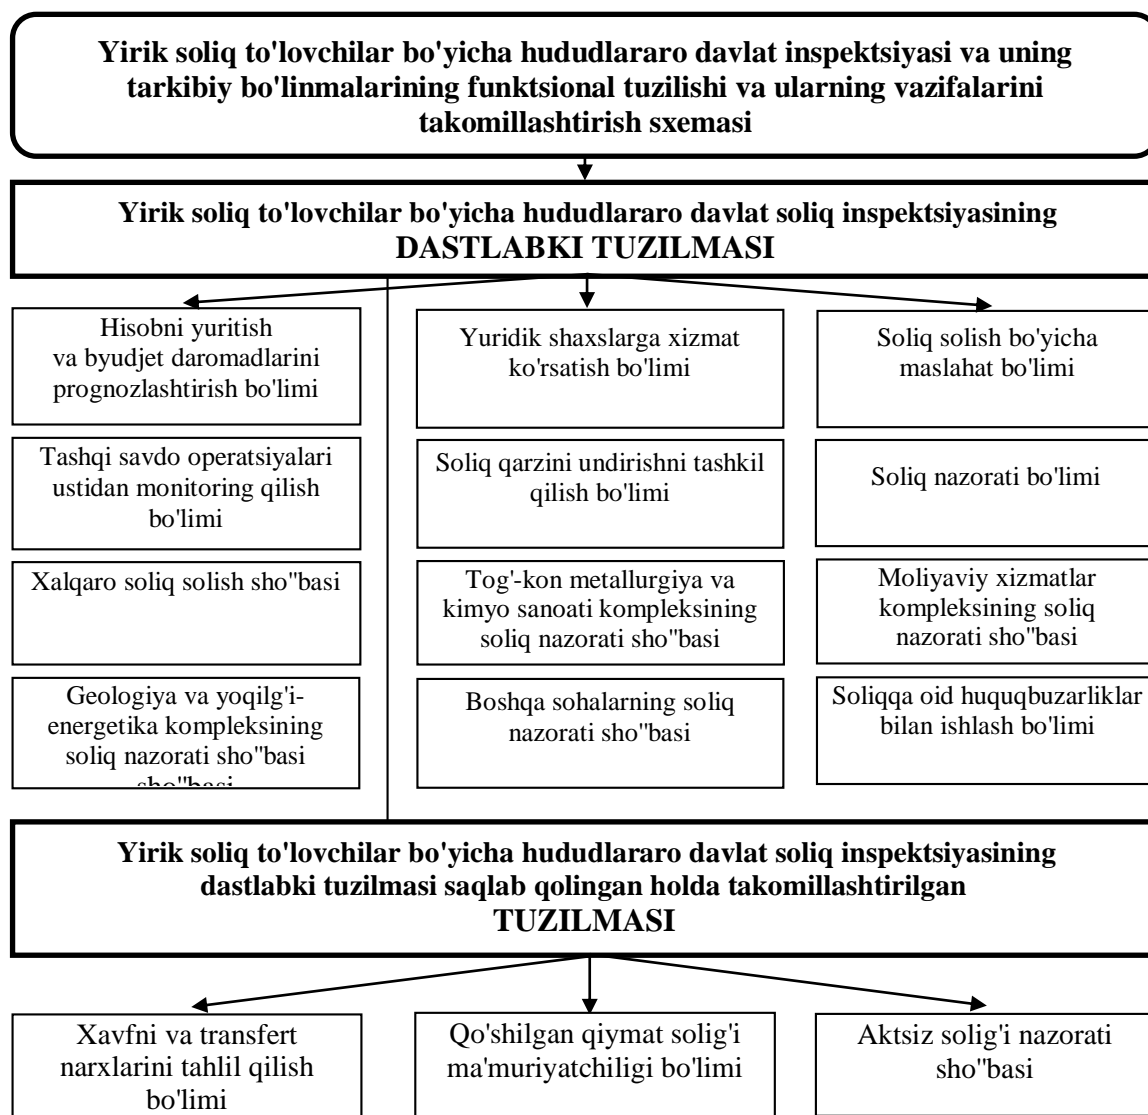 Yirik soliq to'lovchilar bo'yicha hududlararo davlat inspektsiyasi va uning
tarkibiy bo'linmalarining funktsional tuzilishi va ularning vazifalarini
takomillashtirish sxemasi
Yirik soliq to'lovchilar bo'yicha hududlararo davlat soliq inspektsiyasining
DASTLABKI TUZILMASI
Hisobni yuritish
va byudjet daromadlarini
prognozlashtirish bo'limi
Yuridik shaxslarga xizmat
ko'rsatish bo'limi
Soliq solish bo'yicha
maslahat bo'limi
Tashqi savdo operatsiyalari
ustidan monitoring qilish
bo'limi
Soliq qarzini undirishni tashkil
qilish bo'limi
Soliq nazorati bo'limi
Xalqaro soliq solish sho"basi
Tog'-kon metallurgiya va
kimyo sanoati kompleksining
soliq nazorati sho"basi
Moliyaviy xizmatlar
kompleksining soliq
nazorati sho"basi
Geologiya va yoqilg'i-
energetika kompleksining
soliq nazorati sho"basi
sho"basi
Boshqa sohalarning soliq
nazorati sho"basi
Soliqqa oid huquqbuzarliklar
bilan ishlash bo'limi
Yirik soliq to'lovchilar bo'yicha hududlararo davlat soliq inspektsiyasining
dastlabki tuzilmasi saqlab qolingan holda takomillashtirilgan
TUZILMASI
Xavfni va transfert
narxlarini tahlil qilish
bo'limi
Qo'shilgan qiymat solig'i
ma'muriyatchiligi bo'limi
Aktsiz solig'i nazorati
sho"basi